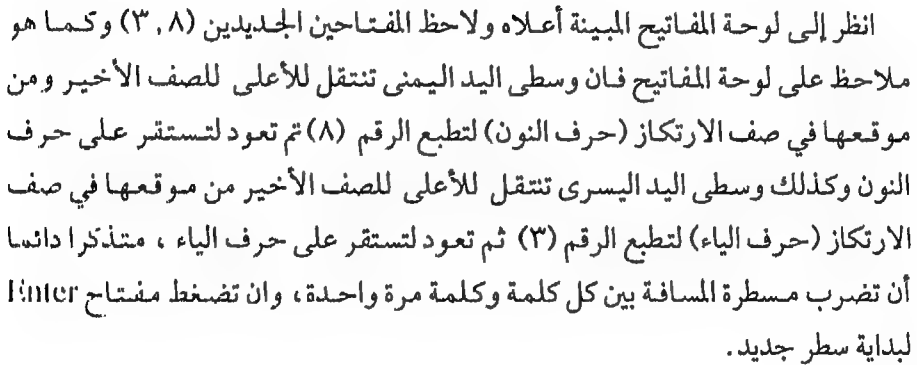 انظر إلى لوحة المفاتيح المبينة أعلاه ولاحظ المفتاحين الجديدين (٣,٨) وكما هو
ملاحظ على لوحة المفاتيح فان وسطى اليد اليمنى تنتقل للأعلى للصف الأخير ومن
موقعها في صف الارتكاز (حرف النون) لتطبع الرقم (٨) تم تعود لتستقر على حرف
النون وكذلك وسطى اليد اليسرى تنتقل للأعلى للصف الأخير من موقعها في صف
الارتكاز (حرف الياء) لتطبع الرقم (٣) ثم تعود لتستقر على حرف الياء ، متذكرا دائما
أن تضرب مسطرة المسافة بين كل كلمة وكلمة مرة واحدة، وان تضغط مفتاح Enter
لبداية سطر جديد.